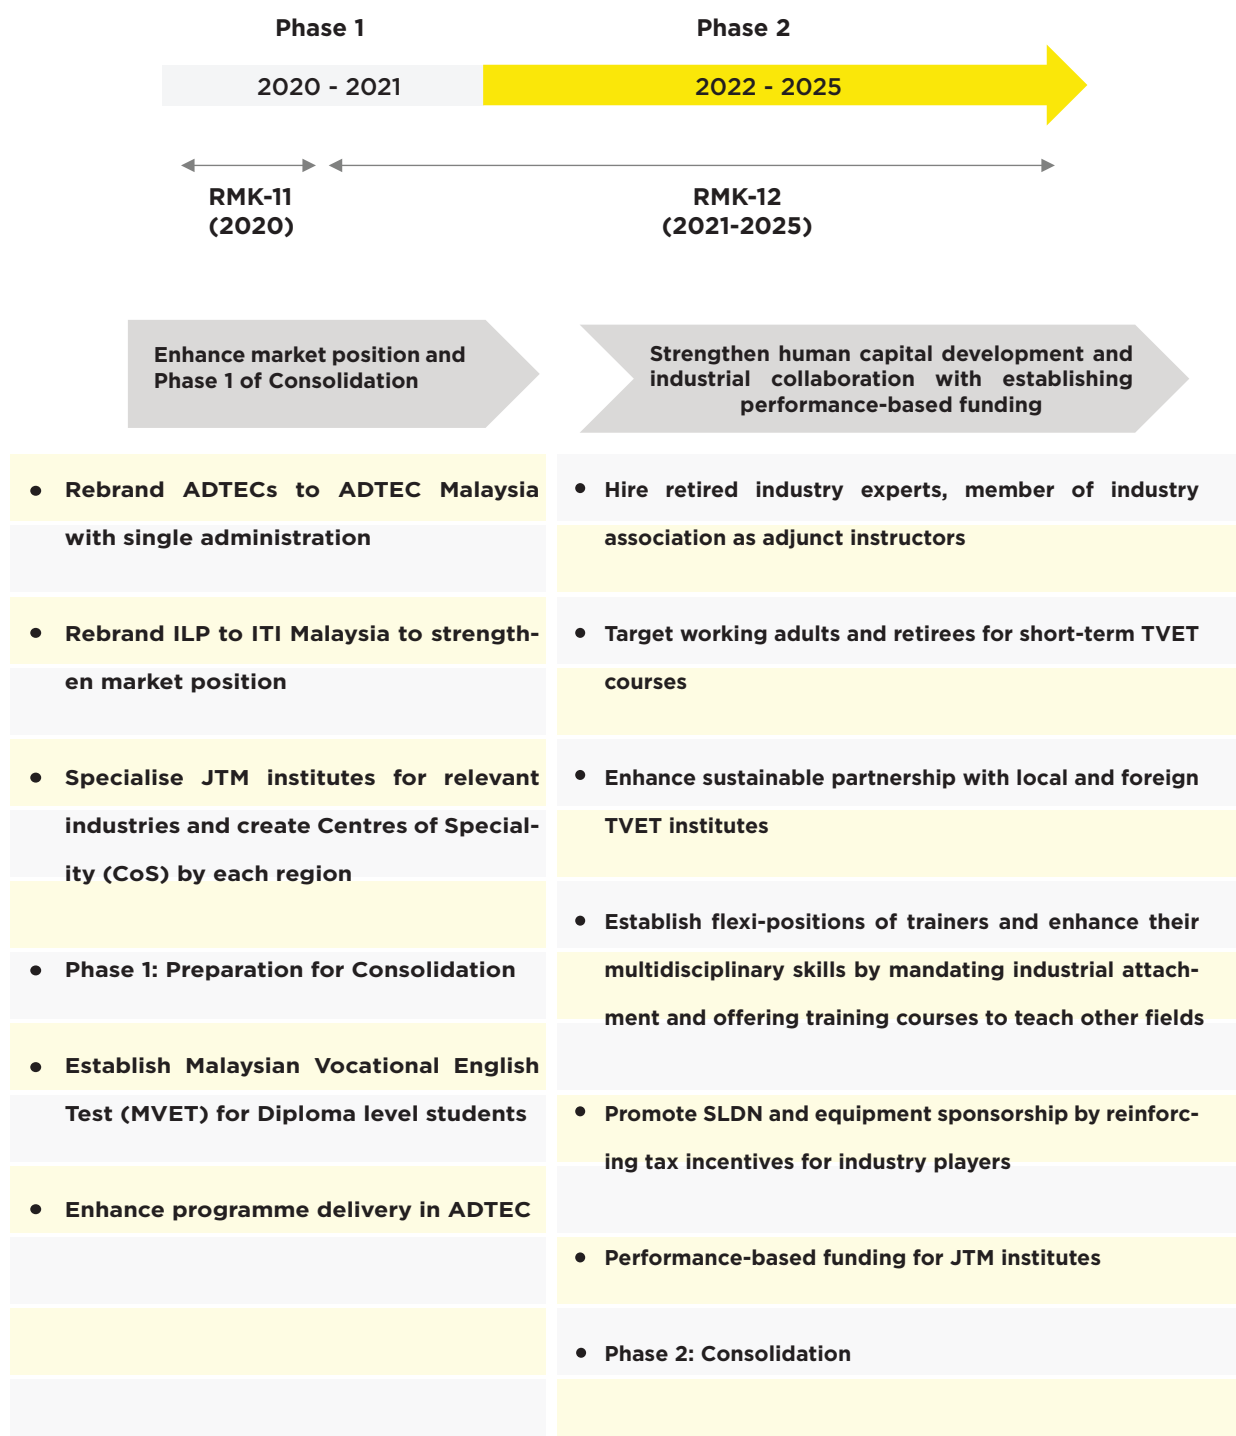 Phase 1
Phase 2
2020 - 2021
2022 - 2025
RMK-11
(2020)
RMK-12
(2021-2025)
Enhance market position and
Phase 1 of Consolidation
Strengthen human capital development and
industrial collaboration with establishing
performance-based funding
• Rebrand ADTECs to ADTEC Malaysia
with single administration
• Rebrand ILP to ITI Malaysia to strength-
en market position
• Specialise JTM institutes for relevant
industries and create Centres of Special-
ity (CoS) by each region
• Phase 1: Preparation for Consolidation
• Establish Malaysian Vocational English
Test (MVET) for Diploma level students
• Enhance programme delivery in ADTEC
• Hire retired industry experts, member of industry
association as adjunct instructors
• Target working adults and retirees for short-term TVET
courses
• Enhance sustainable partnership with local and foreign
TVET institutes
• Establish flexi-positions of trainers and enhance their
multidisciplinary skills by mandating industrial attach-
ment and offering training courses to teach other fields
• Promote SLDN and equipment sponsorship by reinforc-
ing tax incentives for industry players
• Performance-based funding for JTM institutes
• Phase 2: Consolidation